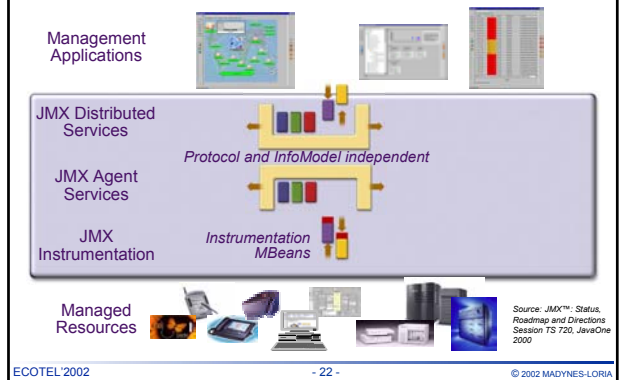 Management
Applications
JMX Distributed
Services
Protocol and InfoModel independent
JMX Agent
Services
JMX
Instrumentation
Instrumentation
MBeans
Managed
Resources
Source: JMX™: Status,
Roadmap and Directions
Session TS 720, JavaOne
2000
ECOTEL'2002
- 22 -
© 2002 MADYNES-LORIA